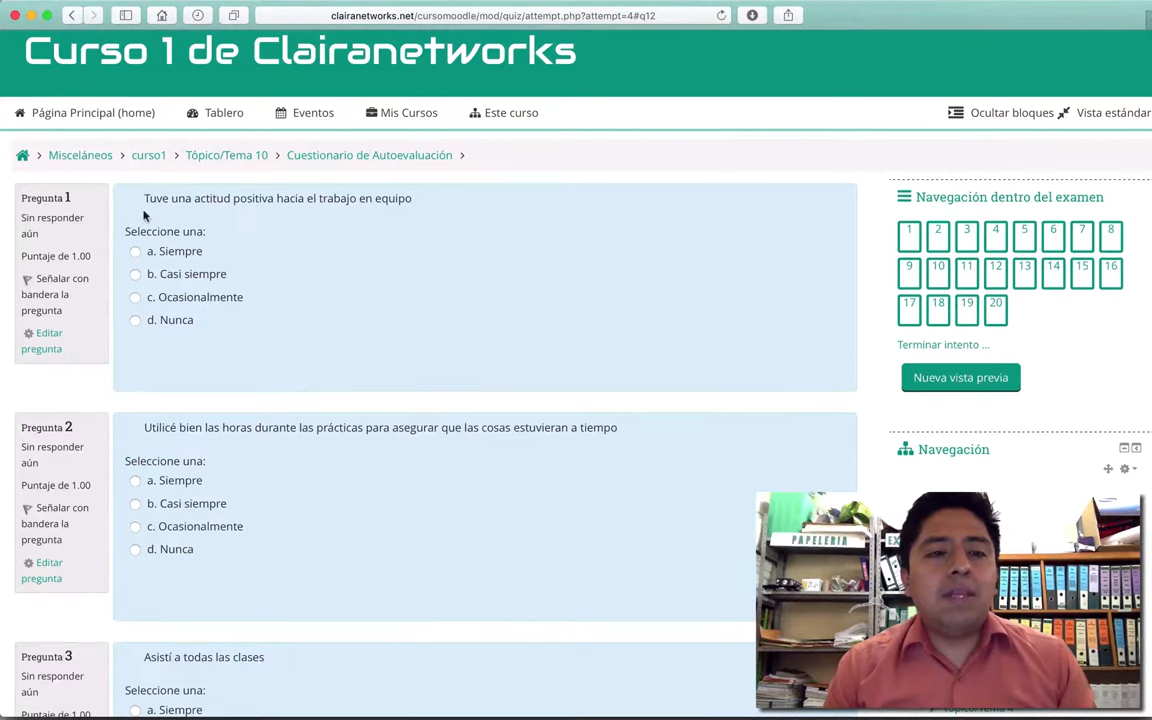 clairanetworks.net/cursomoodle/mod/quiz/attempt.php?attempt=4#q12
Curso 1 de Clairanetworks
Página Principal (home)
Tablero
Eventos
Mis Cursos
Este curso
Ocultar bloques
Vista estándar
Misceláneos
curso1
Tópico/Tema 10
Cuestionario de Autoevaluación
Pregunta 1
Sin responder
aún
Puntaje de 1.00
Señalar con
bandera la
pregunta
Editar
pregunta
Tuve una actitud positiva hacia el trabajo en equipo
Seleccione una:
a. Siempre
b. Casi siempre
c. Ocasionalmente
d. Nunca
Pregunta 2
Sin responder
aún
Puntaje de 1.00
Señalar con
bandera la
pregunta
Editar
pregunta
Utilicé bien las horas durante las prácticas para asegurar que las cosas estuvieran a tiempo
Seleccione una:
a. Siempre
b. Casi siempre
c. Ocasionalmente
d. Nunca
Pregunta 3
Sin responder
aún
Puntaje de 1.00
Asistí a todas las clases
Seleccione una:
a. Siempre
Navegación dentro del examen
1 2 3 4 5 6 7 8
9 10 11 12 13 14 15 16
17 18 19 20
Terminar intento ...
Nueva vista previa
Navegación
PAPELERIA
EX